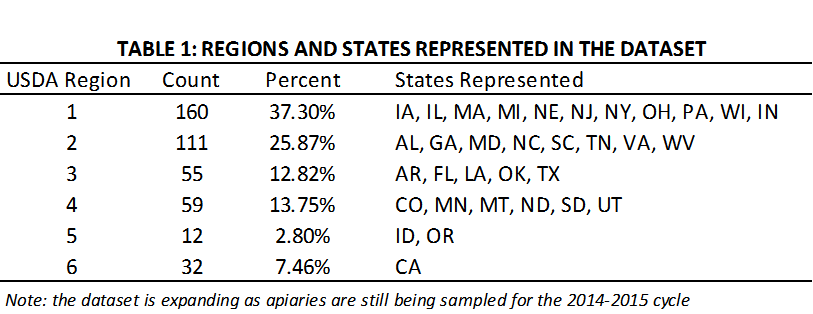 TABLE 1: REGIONS AND STATES REPRESENTED IN THE DATASET
USDA Region Count Percent States Represented
1 160 37.30% IA, IL, MA, MI, NE, NJ, NY, OH, PA, WI, IN
2 111 25.87% AL, GA, MD, NC, SC, TN, VA, WV
3 55 12.82% AR, FL, LA, OK, TX
4 59 13.75% CO, MN, MT, ND, SD, UT
5 12 2.80% ID, OR
6 32 7.46% CA
Note: the dataset is expanding as apiaries are still being sampled for the 2014-2015 cycle